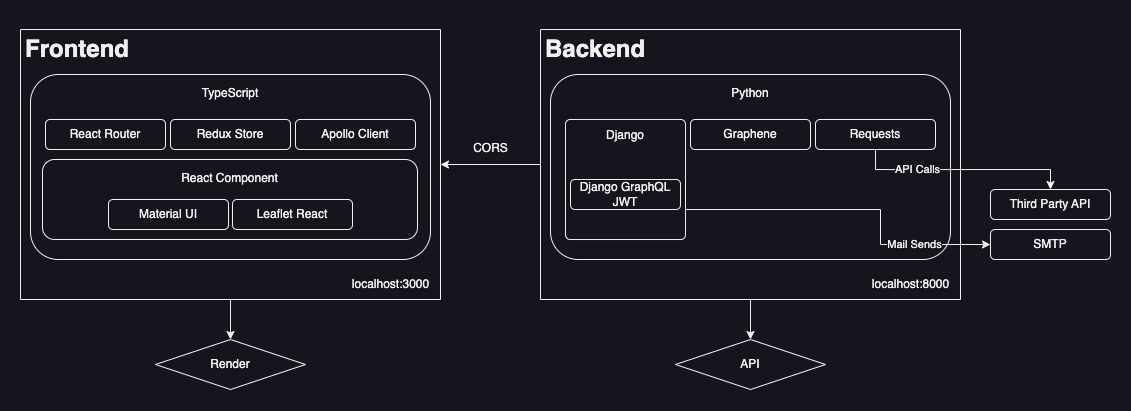 Frontend
TypeScript
React Router
Redux Store
Apollo Client
React Component
Material UI
Leaflet React
localhost:3000
Render
CORS
Backend
Python
Django
Graphene
Requests
Django GraphQL
JWT
API Calls
Mail Sends
localhost:8000
API
Third Party API
SMTP